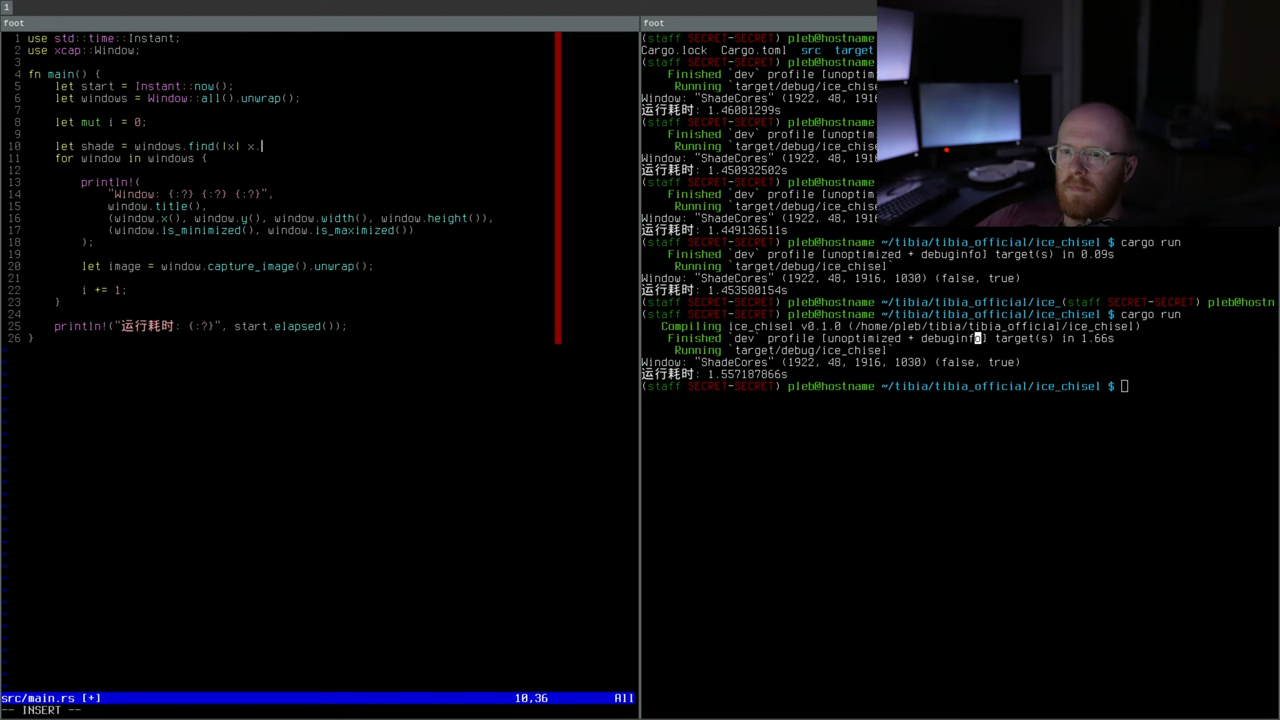 1
foot
1 use std::time::Instant;
2 use xcap::Window;
3
4 fn main() {
5     let start = Instant::now();
6     let windows = Window::all().unwrap();
7
8     let mut i = 0;
9
10     let shade = windows.find(|x| x.
11     for window in windows {
12
13         println!(
14             "Window: {:?} {:?} {:?}",
15             window.title(),
16             (window.x(), window.y(), window.width(), window.height()),
17             (window.is_minimized(), window.is_maximized())
18         );
19
20         let image = window.capture_image().unwrap();
21
22         i += 1;
23     }
24
25     println!("运行耗时: {:?}", start.elapsed());
26 }
src/main.rs [+] 10,36 All
-- INSERT --
foot
(staff SECRET-SECRET) pleb@hostname
Cargo.lock  Cargo.toml  src  target
(staff SECRET-SECRET) pleb@hostname
Finished `dev` profile [unoptim
Running `target/debug/ice_chise
Window: "ShadeCores" (1922, 48, 1916
运行耗时: 1.46081299s
(staff SECRET-SECRET) pleb@hostname
Finished `dev` profile [unoptim
Running `target/debug/ice_chise
Window: "ShadeCores" (1922, 48, 1916
运行耗时: 1.450932502s
(staff SECRET-SECRET) pleb@hostname
Finished `dev` profile [unoptim
Running `target/debug/ice_chise
Window: "ShadeCores" (1922, 48, 1916
运行耗时: 1.449136511s
(staff SECRET-SECRET) pleb@hostname ~/tibia/tibia_official/ice_chisel $ cargo run
Finished `dev` profile [unoptimized + debuginfo] target(s) in 0.09s
Running `target/debug/ice_chisel`
Window: "ShadeCores" (1922, 48, 1916, 1030) (false, true)
运行耗时: 1.453580154s
(staff SECRET-SECRET) pleb@hostname ~/tibia/tibia_official/ice_(staff SECRET-SECRET) pleb@hostn
(staff SECRET-SECRET) pleb@hostname ~/tibia/tibia_official/ice_chisel $ cargo run
Compiling ice_chisel v0.1.0 (/home/pleb/tibia/tibia_official/ice_chisel)
Finished `dev` profile [unoptimized + debuginfo] target(s) in 1.66s
Running `target/debug/ice_chisel`
Window: "ShadeCores" (1922, 48, 1916, 1030) (false, true)
运行耗时: 1.557187866s
(staff SECRET-SECRET) pleb@hostname ~/tibia/tibia_official/ice_chisel $